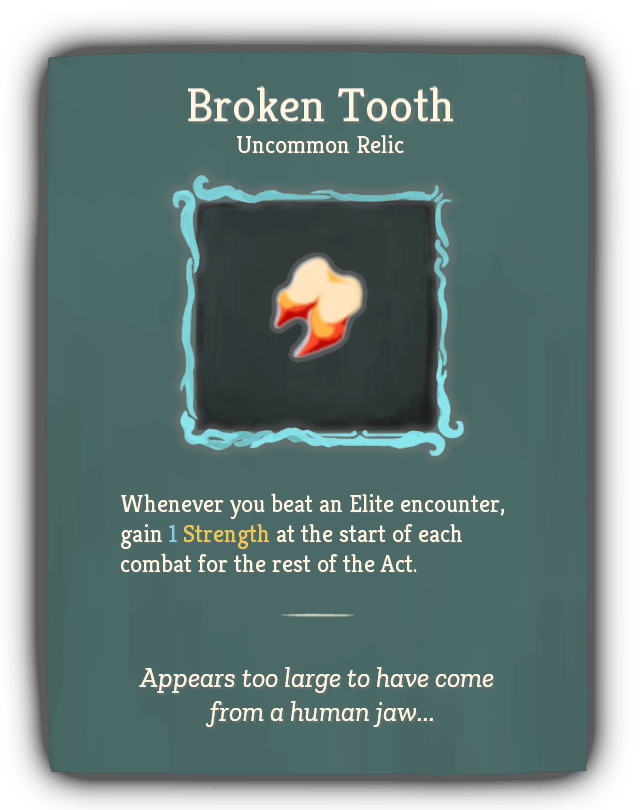 Broken Tooth
Uncommon Relic
Whenever you beat an Elite encounter,
gain 1 Strength at the start of each
combat for the rest of the Act.
Appears too large to have come
from a human jaw...